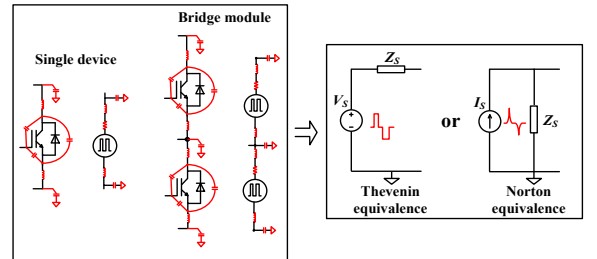 Bridge module
Single device
Z_S
V_S
or
I_S
Z_S
Thevenin
equivalence
Norton
equivalence